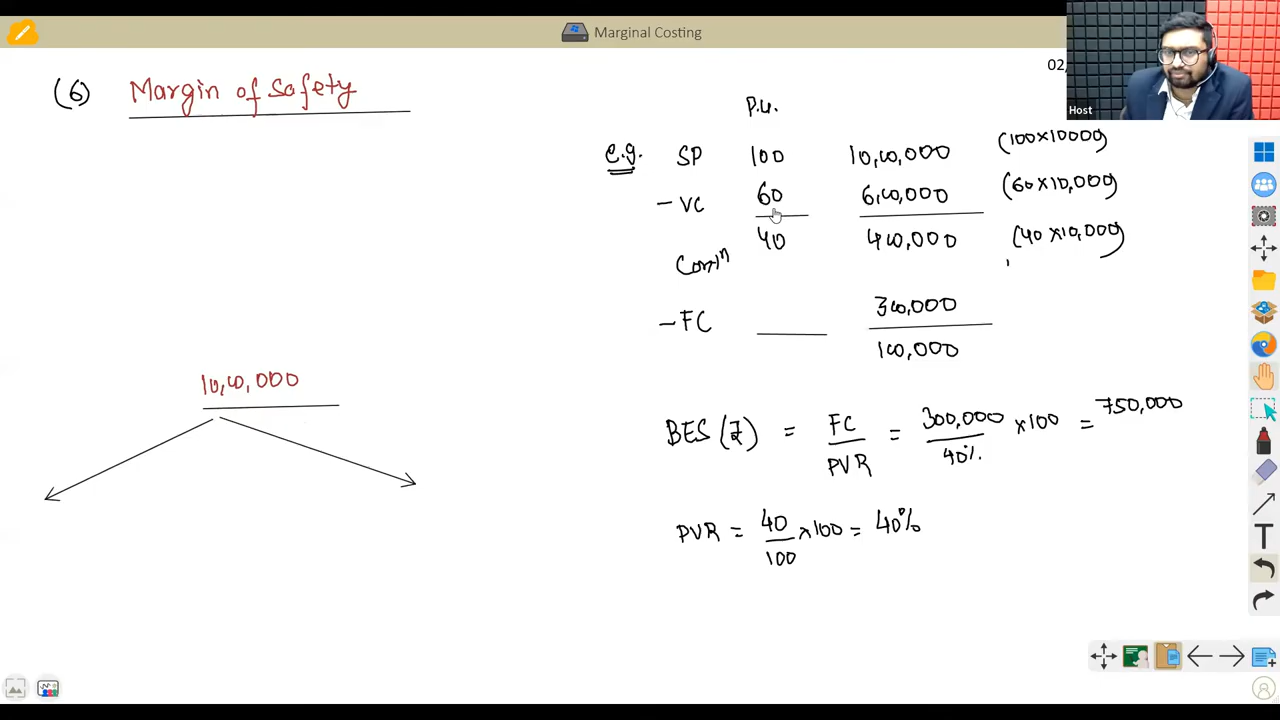 Marginal Costing
02,
Host
(6) Margin of Safety
P.U.
e.g. SP 100 10,00,000 (100×10000)
- VC 60 6,00,000 (60×10,000)
40 400,000 (40×10,000)
Contⁿ
- FC 300,000
100,000
10,00,000
BES (₹) = FC/PVR = 300,000/40% ×100 = 750,000
PVR = 40/100 ×100 = 40%